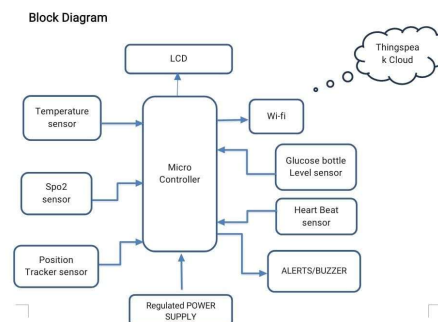 Block Diagram
LCD
Thingspea
k Cloud
Temperature
sensor
Wi-fi
Micro
Controller
Glucose bottle
Level sensor
Spo2
sensor
Heart Beat
sensor
Position
Tracker sensor
ALERTS/BUZZER
Regulated POWER
SUPPLY